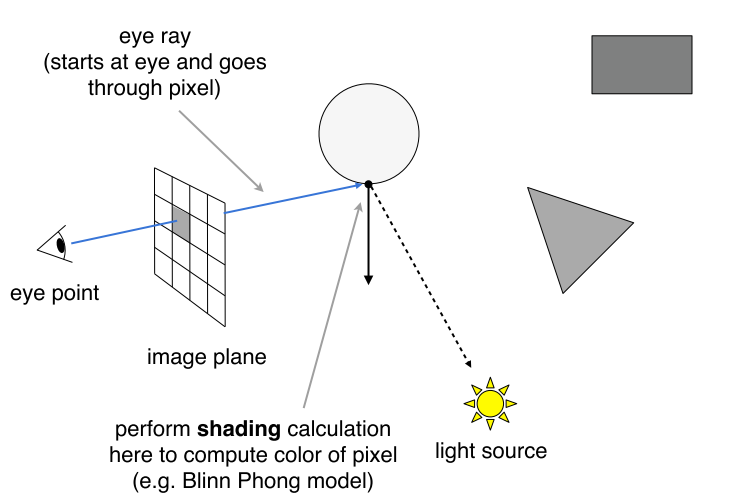 eye ray
(starts at eye and goes
through pixel)
eye point
image plane
perform shading calculation
here to compute color of pixel
(e.g. Blinn Phong model)
light source